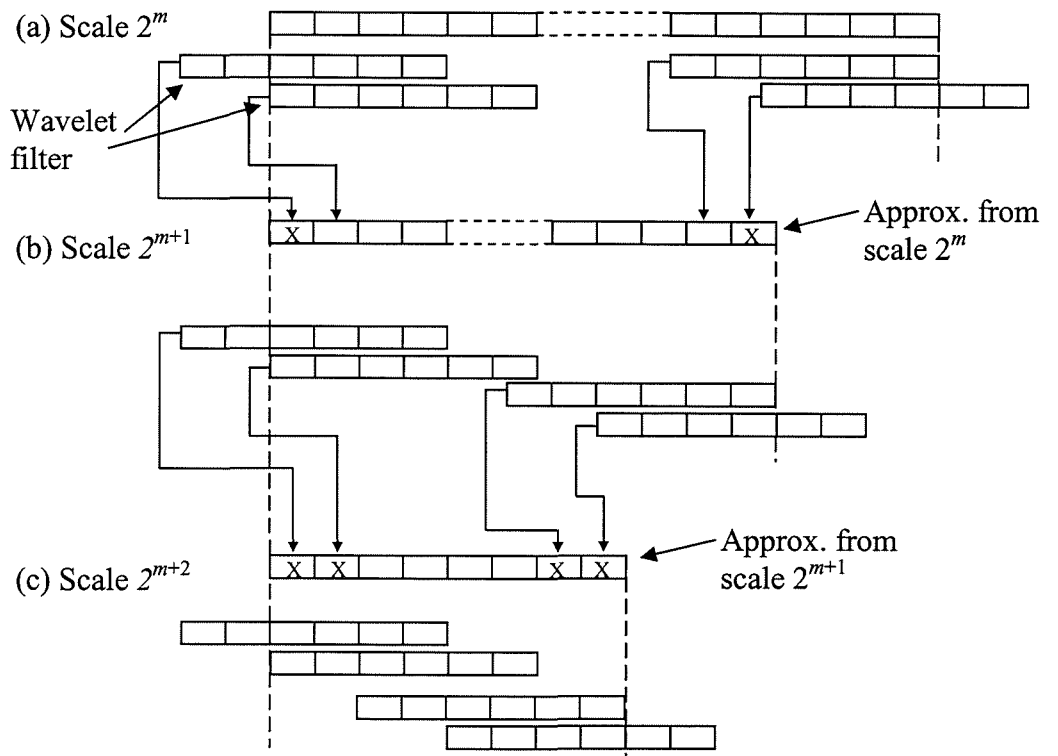 (a) Scale 2^m
Wavelet
filter
X
X
Approx. from
scale 2^m
(b) Scale 2^{m+1}
X
X
X
X
Approx. from
scale 2^{m+1}
(c) Scale 2^{m+2}